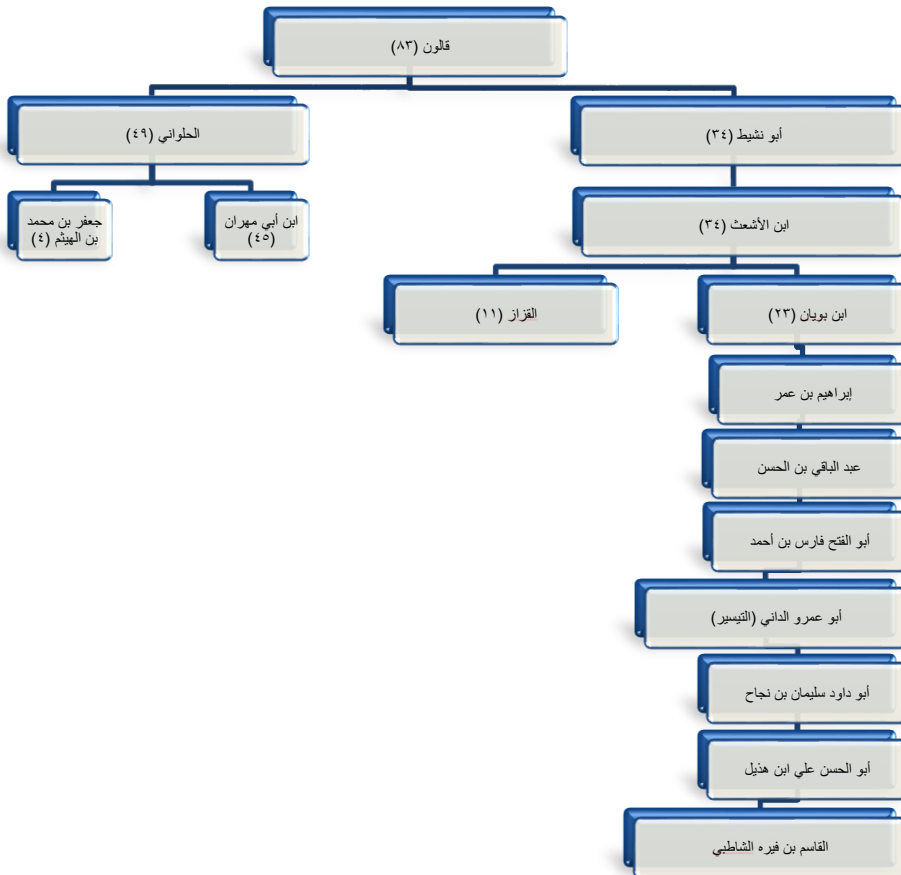 قالون (٨٣)
أبو نشيط (٣٤)
الحلواني (٤٩)
ابن الأشعث (٣٤)
ابن أبي مهران
(٤٥)
جعفر بن محمد
بن الهيثم (٤)
ابن بويان (٢٣)
القزاز (١١)
إبراهيم بن عمر
عبد الباقي بن الحسن
أبو الفتح فارس بن أحمد
أبو عمرو الداني (التيسير)
أبو داود سليمان بن نجاح
أبو الحسن علي ابن هذيل
القاسم بن فيره الشاطبي